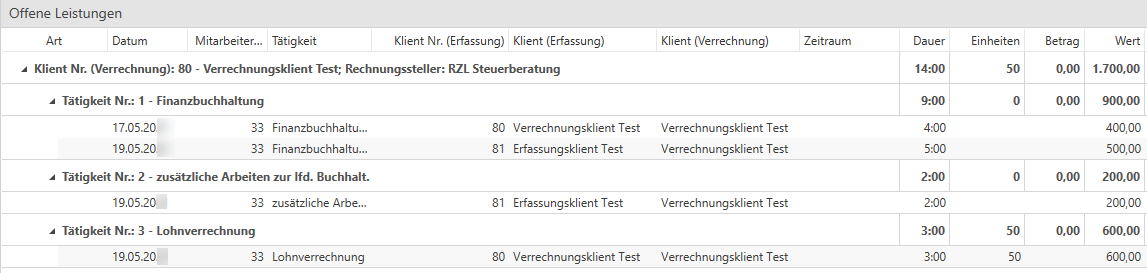 Offene Leistungen
Art Datum Mitarbeiter... Tätigkeit Klient Nr. (Erfassung) Klient (Erfassung) Klient (Verrechnung) Zeitraum Dauer Einheiten Betrag Wert
Klient Nr. (Verrechnung): 80 - Verrechnungsklient Test; Rechnungssteller: RZL Steuerberatung 14:00 50 0,00 1.700,00
Tätigkeit Nr.: 1 - Finanzbuchhaltung 9:00 0 0,00 900,00
17.05.20 33 Finanzbuchhaltu... 80 Verrechnungsklient Test Verrechnungsklient Test 4:00 400,00
19.05.20 33 Finanzbuchhaltu... 81 Erfassungsklient Test Verrechnungsklient Test 5:00 500,00
Tätigkeit Nr.: 2 - zusätzliche Arbeiten zur lfd. Buchhalt. 2:00 0 0,00 200,00
19.05.20 33 zusätzliche Arbe... 81 Erfassungsklient Test Verrechnungsklient Test 2:00 200,00
Tätigkeit Nr.: 3 - Lohnverrechnung 3:00 50 0,00 600,00
19.05.20 33 Lohnverrechnung 80 Verrechnungsklient Test Verrechnungsklient Test 3:00 50 600,00